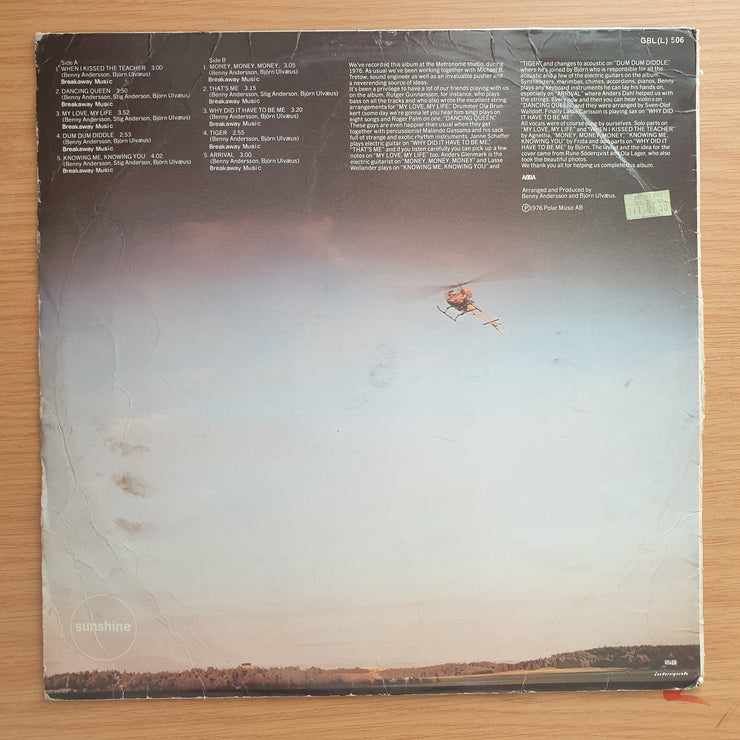 GBL(L) 506
Side A
1. WHEN I KISSED THE TEACHER 3.00
(Benny Andersson, Björn Ulvæus)
Breakaway Music
2. DANCING QUEEN 3.50
(Benny Andersson, Stig Anderson, Björn Ulvæus)
Breakaway Music
3. MY LOVE, MY LIFE 3.52
(Benny Andersson, Stig Anderson, Björn Ulvæus)
Breakaway Music
4. DUM DUM DIDDLE 2.53
(Benny Andersson, Björn Ulvæus)
Breakaway Music
5. KNOWING ME, KNOWING YOU 4.02
(Benny Andersson, Stig Anderson, Björn Ulvæus)
Breakaway Music
Side B
1. MONEY, MONEY, MONEY, 3.05
(Benny Andersson, Björn Ulvæus)
Breakaway Music
2. THAT'S ME 3.15
(Benny Andersson, Stig Anderson, Björn Ulvæus)
Breakaway Music
3. WHY DID IT HAVE TO BE ME 3.20
(Benny Andersson, Björn Ulvæus)
Breakaway Music
4. TIGER 2.55
(Benny Andersson, Björn Ulvæus)
Breakaway Music
5. ARRIVAL 3.00
(Benny Andersson, Björn Ulvæus)
Breakaway Music
We've recorded this album at the Metronome studio, during
1976. As usual we've been working together with Michael B.
Tretow, sound engineer as well as an invaluable pusher and
a neverending source of ideas.
It's been a privilege to have a lot of our friends playing with us
on the album. Rutger Gunnarsson, for instance, who plays
bass on all the tracks and also wrote the excellent string
arrangements for "MY LOVE, MY LIFE". Drummer Ola Brun-
kert (some day we're gonna let you hear him sing) plays on
eight songs and Roger Palm on one, "DANCING QUEEN".
These guys are even happier than usual when they get
together with percussionist Malando Gassama and his sack
full of strange and exotic rhythm instruments. Janne Schaffer
plays electric guitar on "WHY DID IT HAVE TO BE ME",
"THAT'S ME" and if you listen carefully you can pick up a few
notes on "MY LOVE, MY LIFE" too. Anders Glenmark is the
electric guitarist on "MONEY, MONEY, MONEY" and Lasse
Wellander plays on "KNOWING ME, KNOWING YOU" and
"TIGER", and changes to acoustic on "DUM DUM DIDDLE"
where he's joined by Björn who is responsible for all the
acoustic and a few of the electric guitars on the album.
Synthesizers, marimbas, chimes, accordions, pianos, Benny
plays any keyboard instruments he can lay his hands on,
especially on "ARRIVAL" where Anders Dahl helped us with
the strings. Every now and then you can hear violins on
"DANCING QUEEN" and they were arranged by Sven-Olof
Walldoff. Finally Lasse Carlsson is playing sax on "WHY DID
IT HAVE TO BE ME".
All vocals were of course done by ourselves. Solo parts on
"MY LOVE, MY LIFE" and "WHEN I KISSED THE TEACHER"
by Agnetha, "MONEY, MONEY, MONEY", "KNOWING ME,
KNOWING YOU" by Frida and on parts on "WHY DID IT
HAVE TO BE ME" by Björn. The layout and the idea for the
cover came from Rune Söderqvist and Ola Lager, who also
took the beautiful photos.
We thank you all for helping us complete this album.
ABBA
Arranged and Produced by
Benny Andersson and Björn Ulvæus.
Ⓟ 1976 Polar Music AB
sunshine
interpak